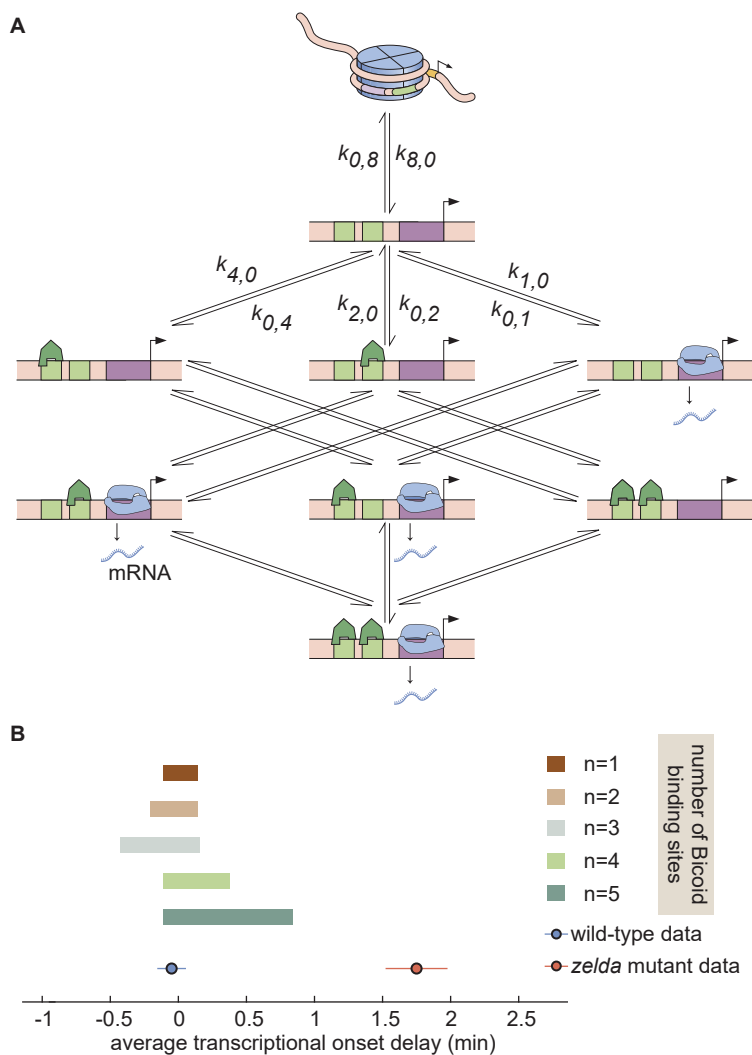 A
k0,8
k8,0
k4,0
k0,4
k2,0
k0,2
k1,0
k0,1
mRNA
B
n=1
n=2
n=3
n=4
n=5
number of Bicoid
binding sites
wild-type data
zelda mutant data
-1
-0.5
0
0.5
1
1.5
2
2.5
average transcriptional onset delay (min)